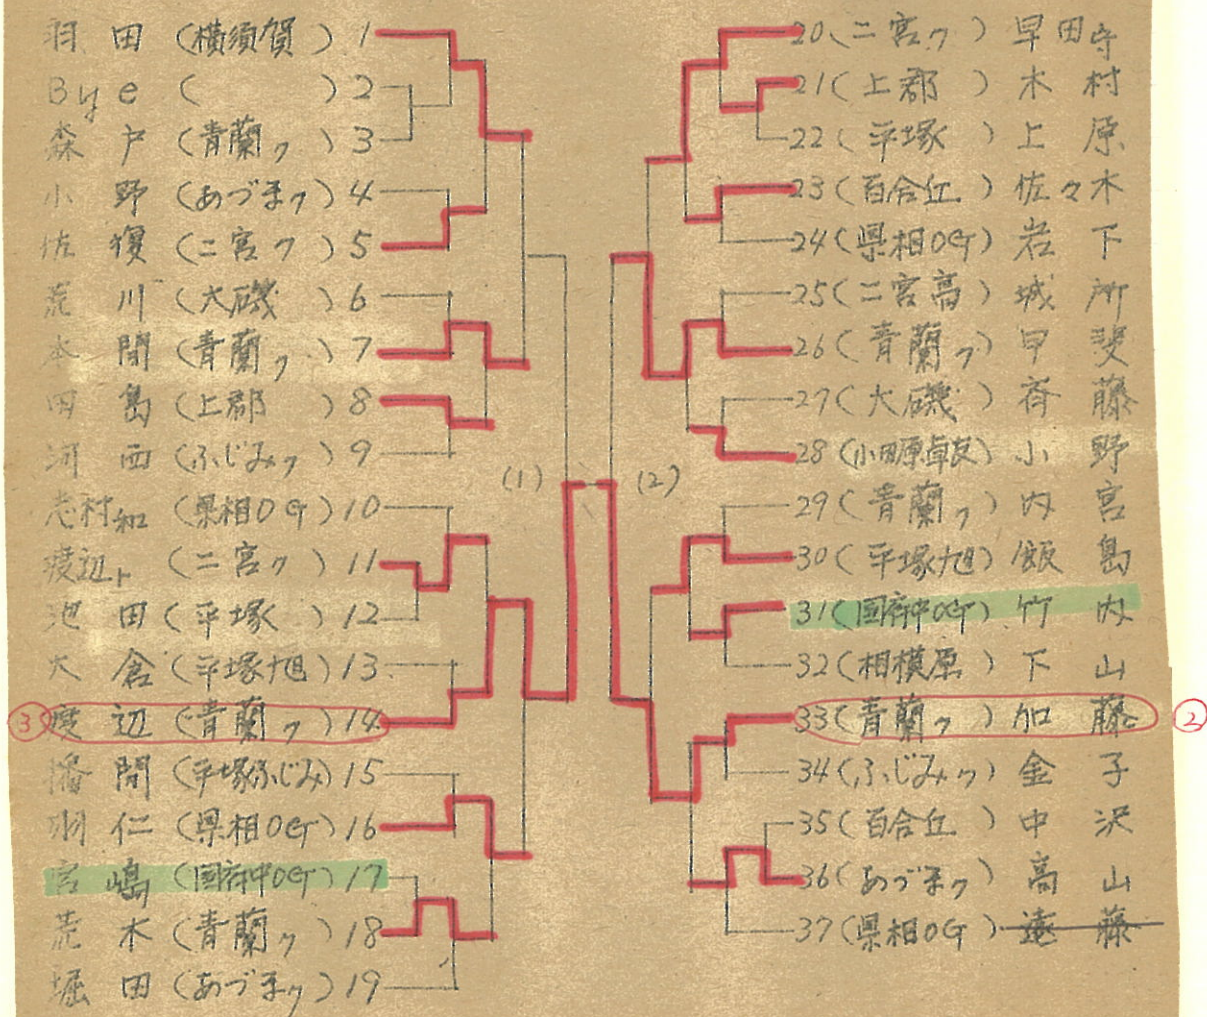 羽田（横須賀）1
Bye（　　）2
森戸（青蘭ク）3
小野（あづまク）4
佐復（二宮ク）5
荒川（大磯）6
本間（青蘭ク）7
田島（上郡）8
河西（ふじみク）9
志村和（県相OG）10
渡辺ト（二宮ク）11
池田（平塚）12
大倉（平塚旭）13
③渡辺（青蘭ク）14
播間（平塚ふじみ）15
羽仁（県相OG）16
宮嶋（国府中OG）17
荒木（青蘭ク）18
堀田（あづまク）19
(1)
(2)
20（二宮ク）早田守
21（上郡）木村
22（平塚）上原
23（百合丘）佐々木
24（県相OG）岩下
25（二宮高）城所
26（青蘭ク）甲斐
27（大磯）斉藤
28（小田原卓友）小野
29（青蘭ク）内宮
30（平塚旭）飯島
31（国府中OG）竹内
32（相模原）下山
33（青蘭ク）加藤②
34（ふじみク）金子
35（百合丘）中沢
36（あづまク）高山
37（県相OG）遠藤